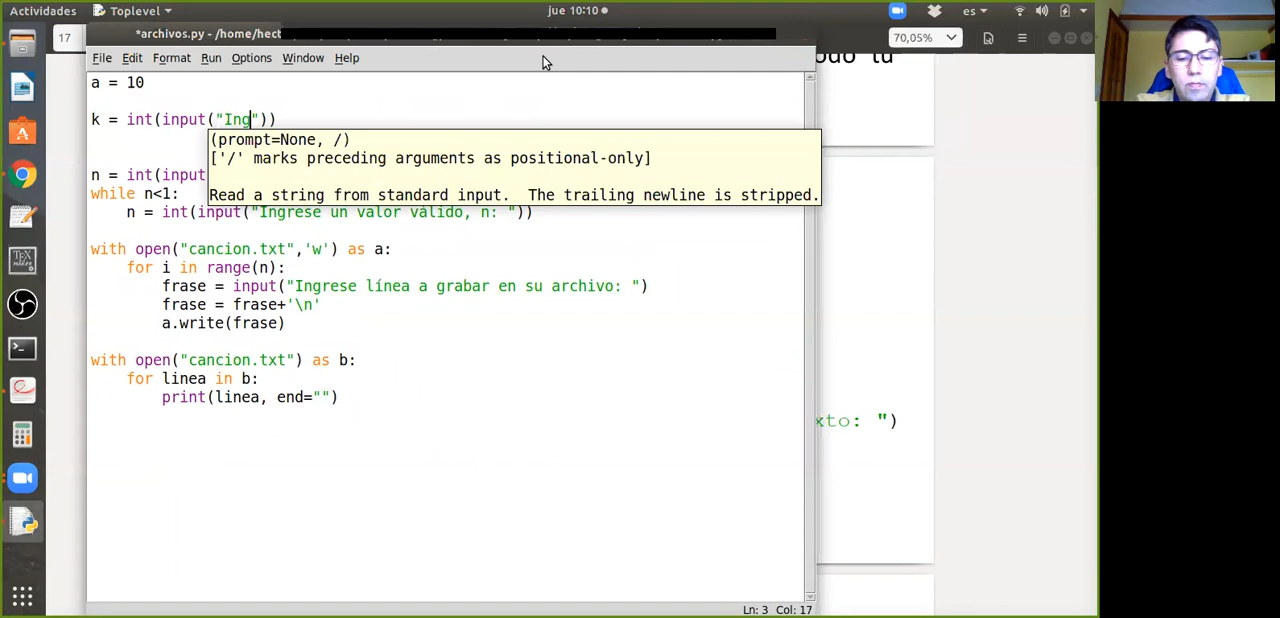 Actividades Toplevel jue 10:10 es
17 *archivos.py - /home/hect 70,05%
odo tu
File Edit Format Run Options Window Help
a = 10
k = int(input("Ing"))
(prompt=None, /)
['/' marks preceding arguments as positional-only]
Read a string from standard input. The trailing newline is stripped.
n = int(input
while n<1:
n = int(input("Ingrese un valor válido, n: "))
with open("cancion.txt",'w') as a:
for i in range(n):
frase = input("Ingrese línea a grabar en su archivo: ")
frase = frase+'\n'
a.write(frase)
with open("cancion.txt") as b:
for linea in b:
print(linea, end="")
xto: ")
Ln: 3 Col: 17